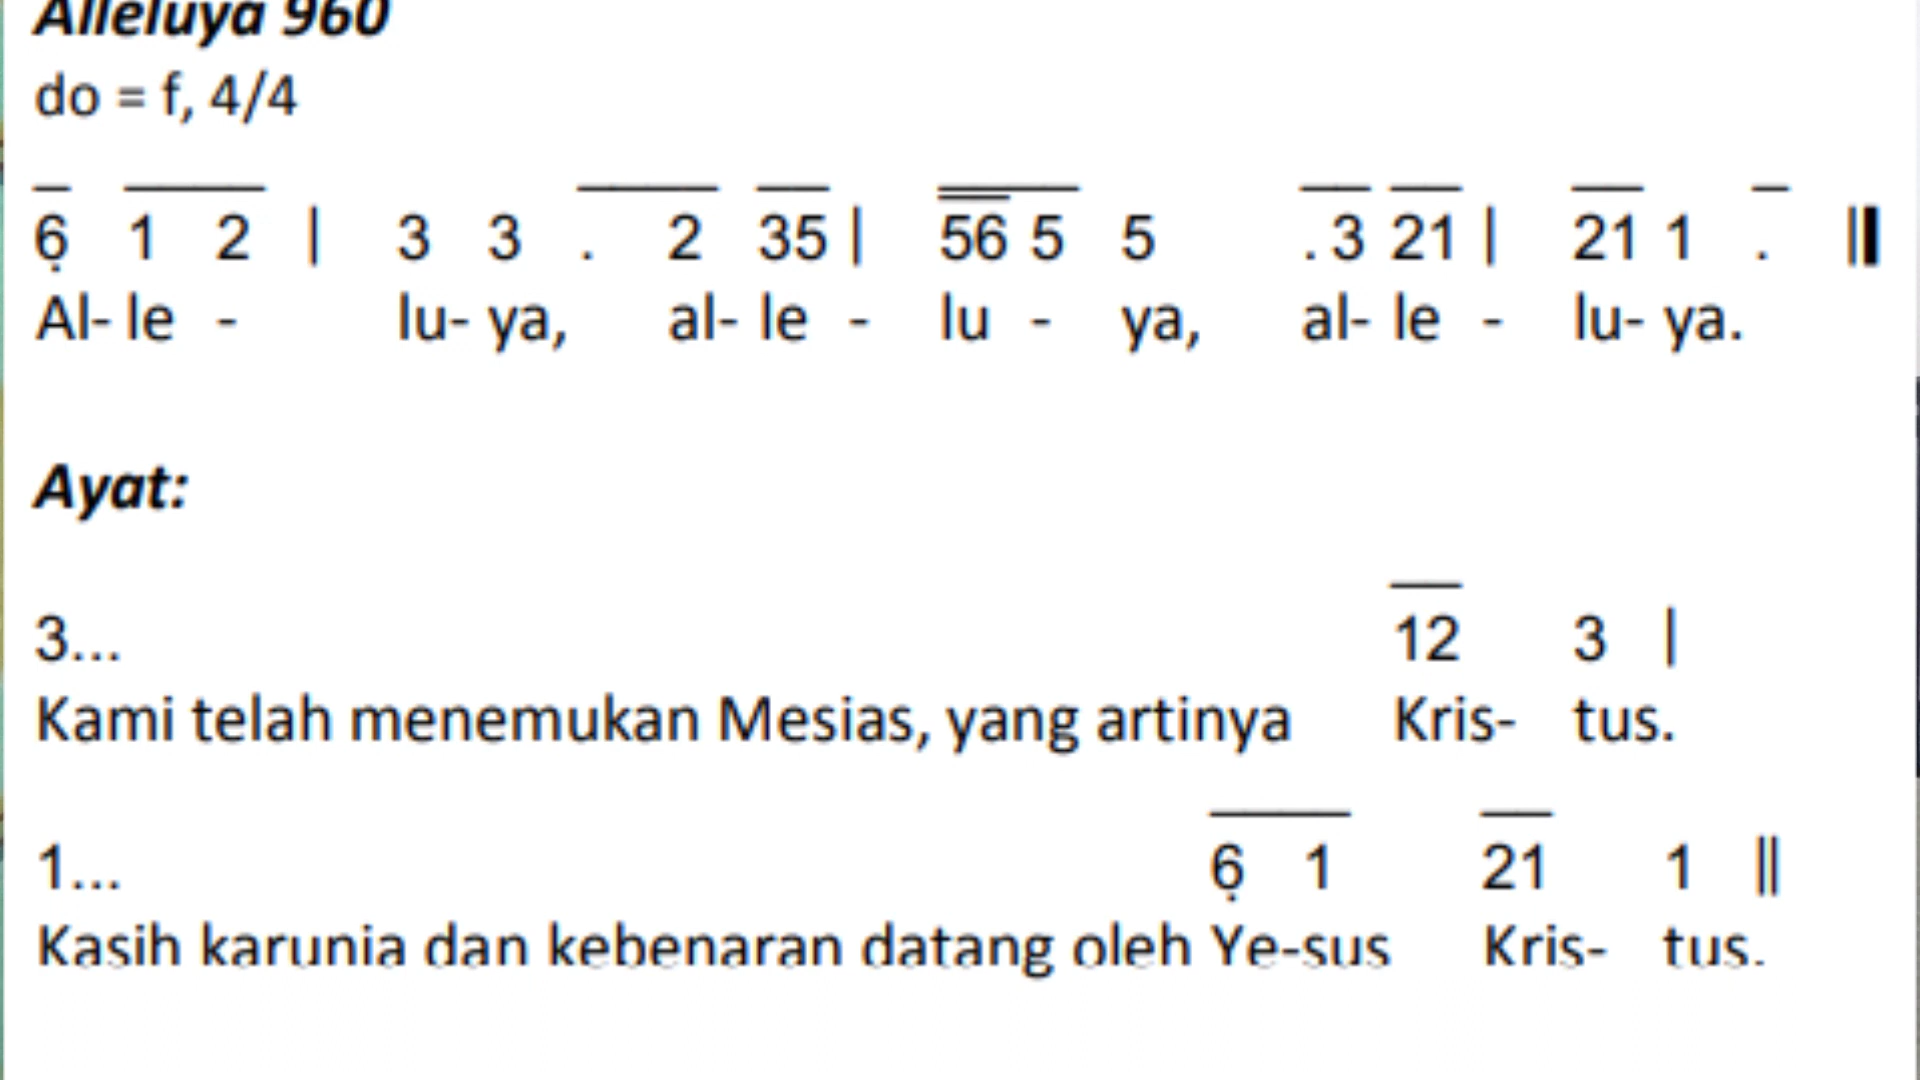 Alleluya 960
do = f, 4/4
6̣ 1 2 | 3 3 . 2 35 | 56 5 5 . 3 21 | 21 1 . ||
Al- le - lu- ya, al- le - lu - ya, al- le - lu- ya.
Ayat:
3... 12 3 |
Kami telah menemukan Mesias, yang artinya Kris- tus.
1... 6̣ 1 21 1 ||
Kasih karunia dan kebenaran datang oleh Ye-sus Kris- tus.